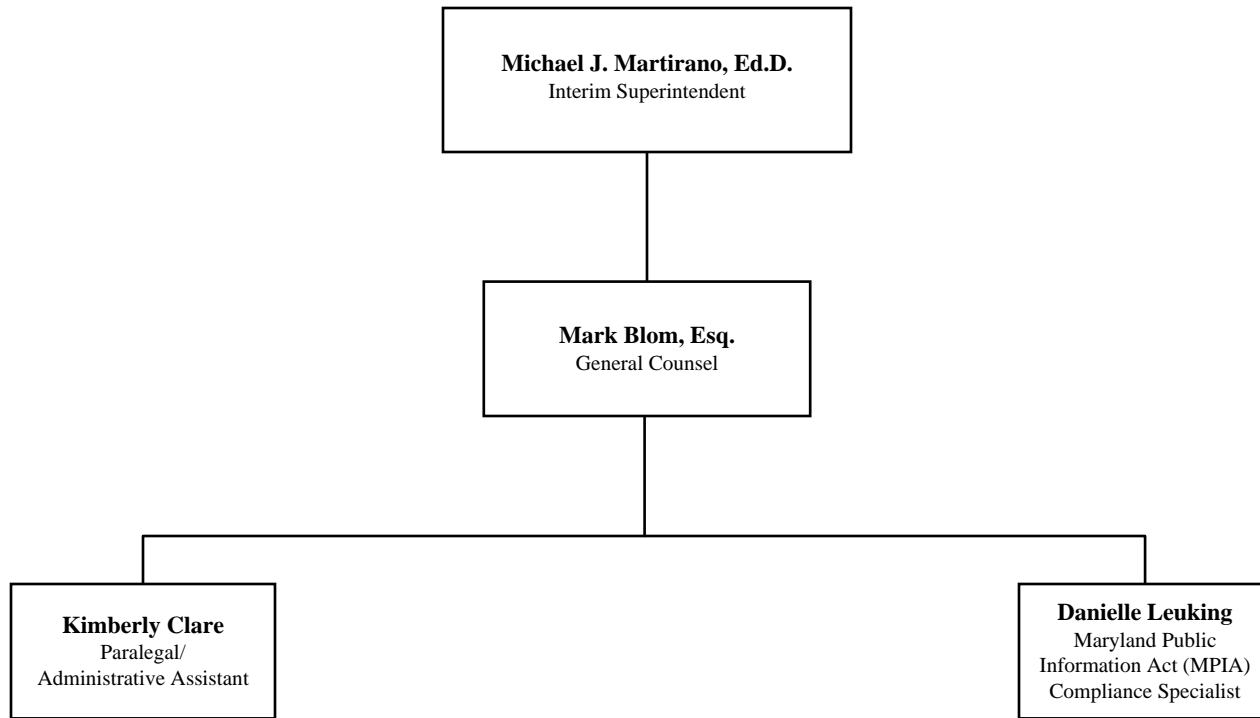 Michael J. Martirano, Ed.D.
Interim Superintendent
Mark Blom, Esq.
General Counsel
Kimberly Clare
Paralegal/
Administrative Assistant
Danielle Leuking
Maryland Public
Information Act (MPIA)
Compliance Specialist